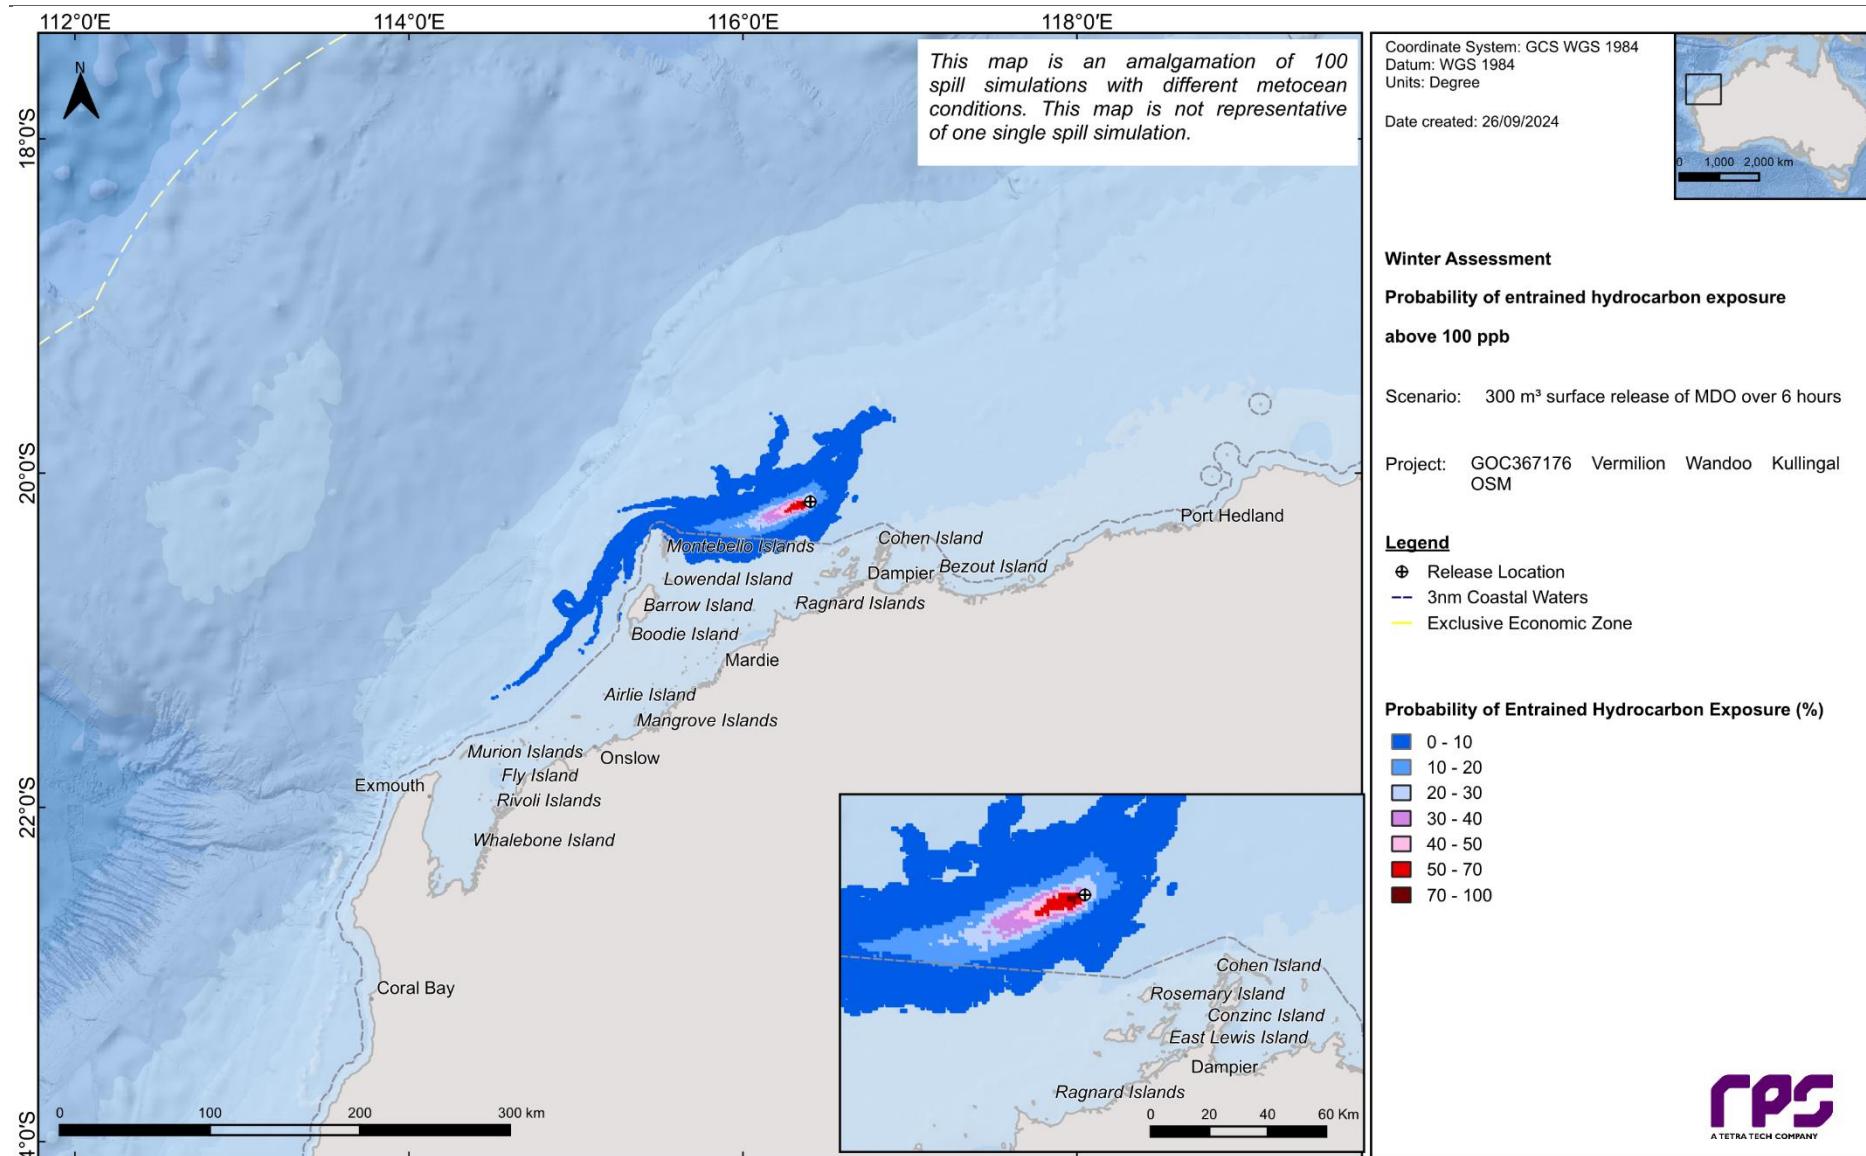 112°0'E
114°0'E
116°0'E
118°0'E
18°0'S
20°0'S
22°0'S
4°0'S
N
This map is an amalgamation of 100
spill simulations with different metocean
conditions. This map is not representative
of one single spill simulation.
Port Hedland
Cohen Island
Montebello Islands
Bezout Island
Dampier
Lowendal Island
Ragnard Islands
Barrow Island
Boodie Island
Mardie
Airlie Island
Mangrove Islands
Murion Islands
Onslow
Fly Island
Exmouth
Rivoli Islands
Whalebone Island
Coral Bay
0 100 200 300 km
Cohen Island
Rosemary Island
Conzinc Island
East Lewis Island
Dampier
Ragnard Islands
0 20 40 60 Km
Coordinate System: GCS WGS 1984
Datum: WGS 1984
Units: Degree
Date created: 26/09/2024
0 1,000 2,000 km
Winter Assessment
Probability of entrained hydrocarbon exposure
above 100 ppb
Scenario: 300 m³ surface release of MDO over 6 hours
Project: GOC367176 Vermilion Wandoo Kullingal
OSM
Legend
Release Location
3nm Coastal Waters
Exclusive Economic Zone
Probability of Entrained Hydrocarbon Exposure (%)
0 - 10
10 - 20
20 - 30
30 - 40
40 - 50
50 - 70
70 - 100
rps
A TETRA TECH COMPANY